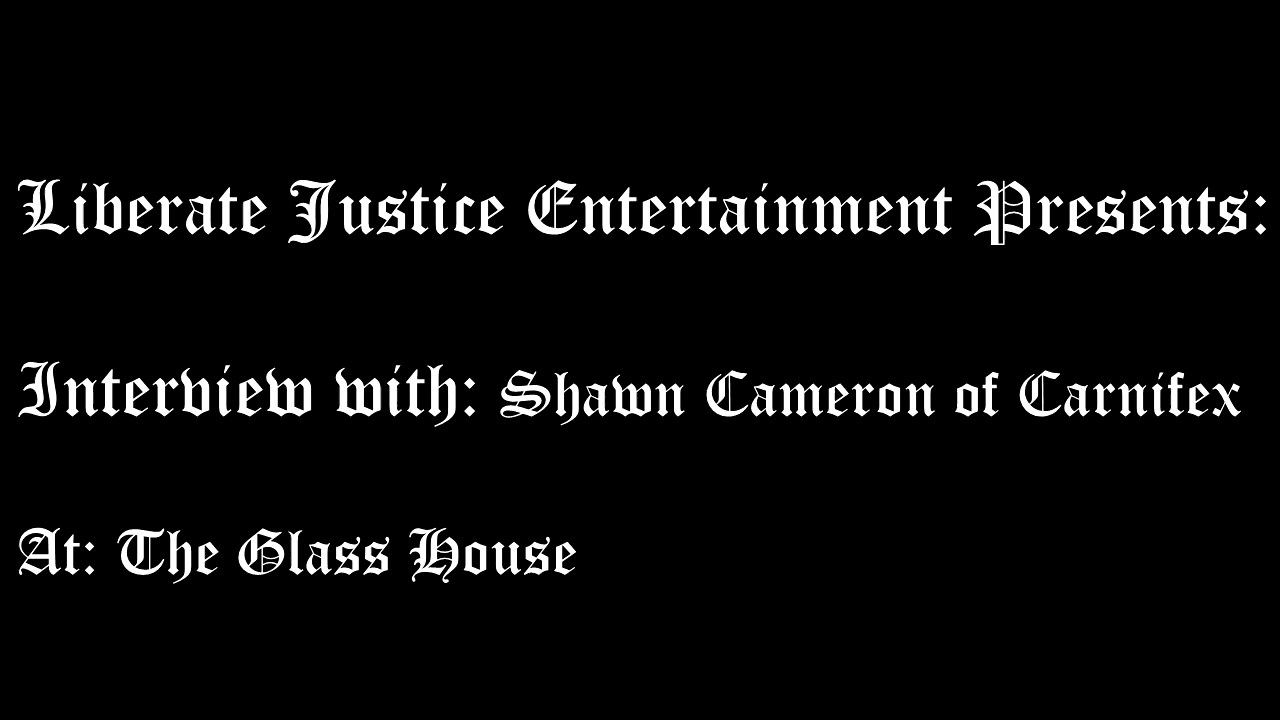 Liberate Justice Entertainment Presents:
Interview with: Shawn Cameron of Carnifex
At: The Glass House